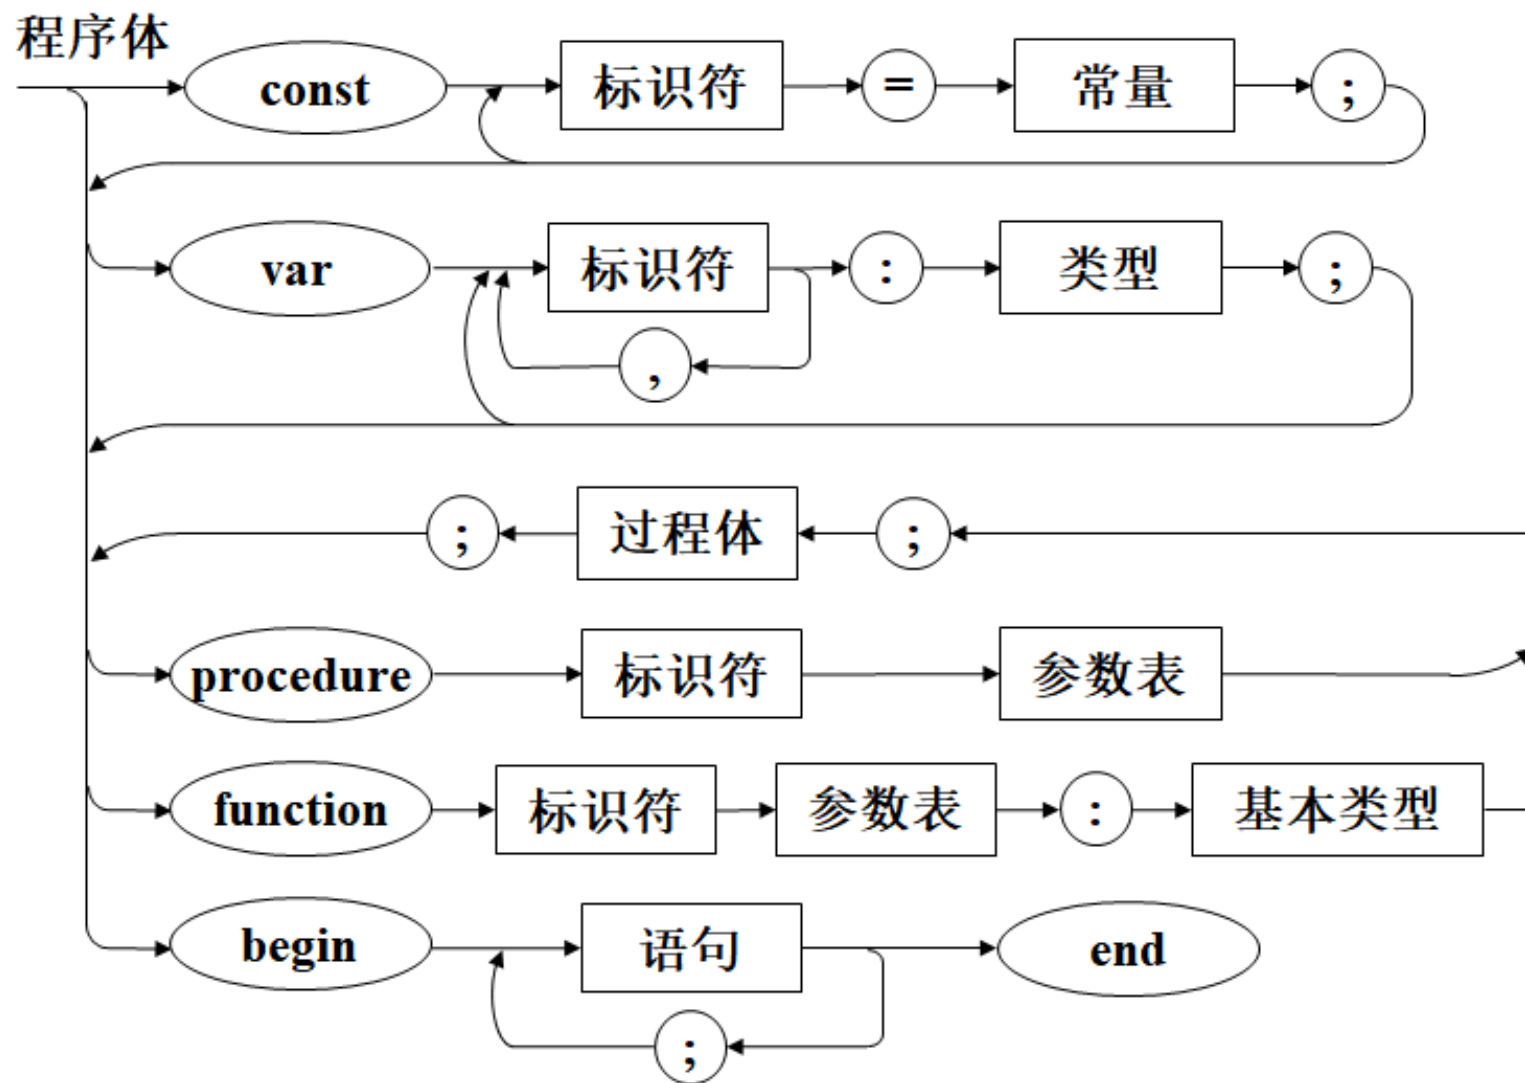 程序体
const 标识符 = 常量 ;
var 标识符 : 类型 ;
,
; 过程体 ;
procedure 标识符 参数表
function 标识符 参数表 : 基本类型
begin 语句 end
;